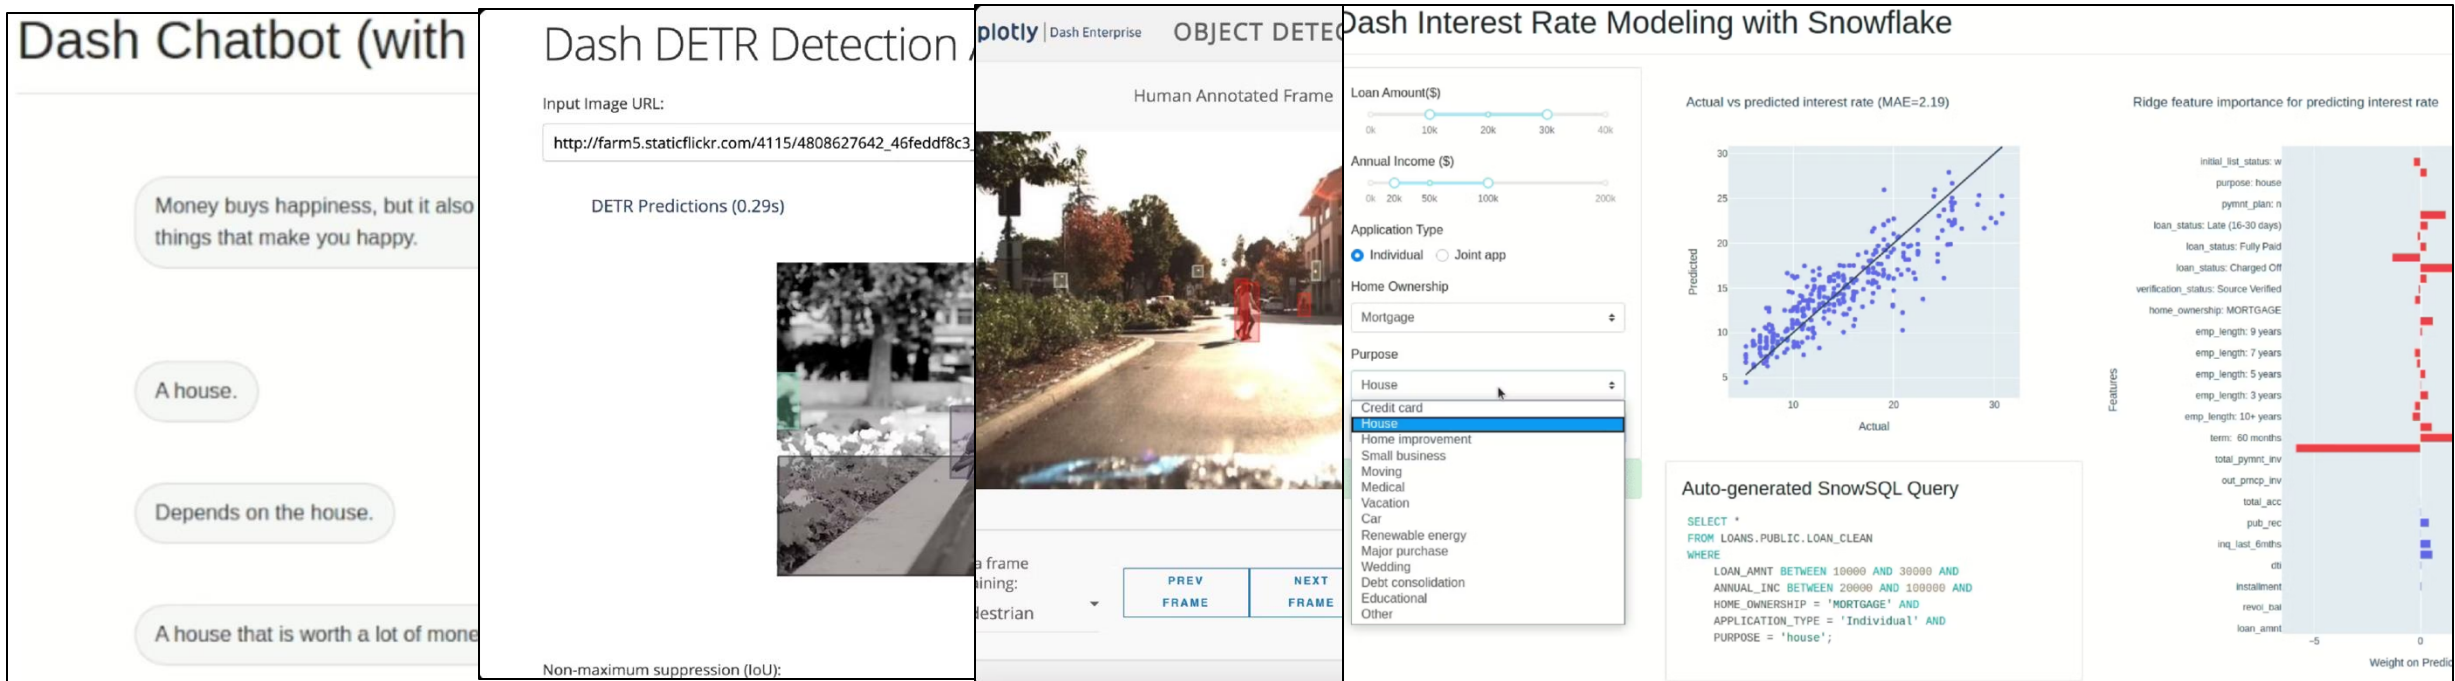 Dash Chatbot (with
Money buys happiness, but it also
things that make you happy.
A house.
Depends on the house.
A house that is worth a lot of mone
Dash DETR Detection
Input Image URL:
http://farm5.staticflickr.com/4115/4808627642_46feddf8c3_
DETR Predictions (0.29s)
Non-maximum suppression (IoU):
plotly | Dash Enterprise
OBJECT DETEC
Human Annotated Frame
a frame
ining:
destrian
PREV
FRAME
NEXT
FRAME
Dash Interest Rate Modeling with Snowflake
Loan Amount($)
0k 10k 20k 30k 40k
Annual Income ($)
0k 20k 50k 100k 200k
Application Type
Individual Joint app
Home Ownership
Mortgage
Purpose
House
Credit card
House
Home improvement
Small business
Moving
Medical
Vacation
Car
Renewable energy
Major purchase
Wedding
Debt consolidation
Educational
Other
Actual vs predicted interest rate (MAE=2.19)
Predicted
30
25
20
15
10
5
10 20 30
Actual
Auto-generated SnowSQL Query
SELECT *
FROM LOANS.PUBLIC.LOAN_CLEAN
WHERE
LOAN_AMNT BETWEEN 10000 AND 30000 AND
ANNUAL_INC BETWEEN 20000 AND 100000 AND
HOME_OWNERSHIP = 'MORTGAGE' AND
APPLICATION_TYPE = 'Individual' AND
PURPOSE = 'house';
Ridge feature importance for predicting interest rate
Features
initial_list_status: w
purpose: house
pymnt_plan: n
loan_status: Late (16-30 days)
loan_status: Fully Paid
loan_status: Charged Off
verification_status: Source Verified
home_ownership: MORTGAGE
emp_length: 9 years
emp_length: 7 years
emp_length: 5 years
emp_length: 3 years
emp_length: 10+ years
term: 60 months
total_pymnt_inv
out_prncp_inv
total_acc
pub_rec
inq_last_6mths
dti
installment
revol_bal
loan_amnt
−5 0
Weight on Predic